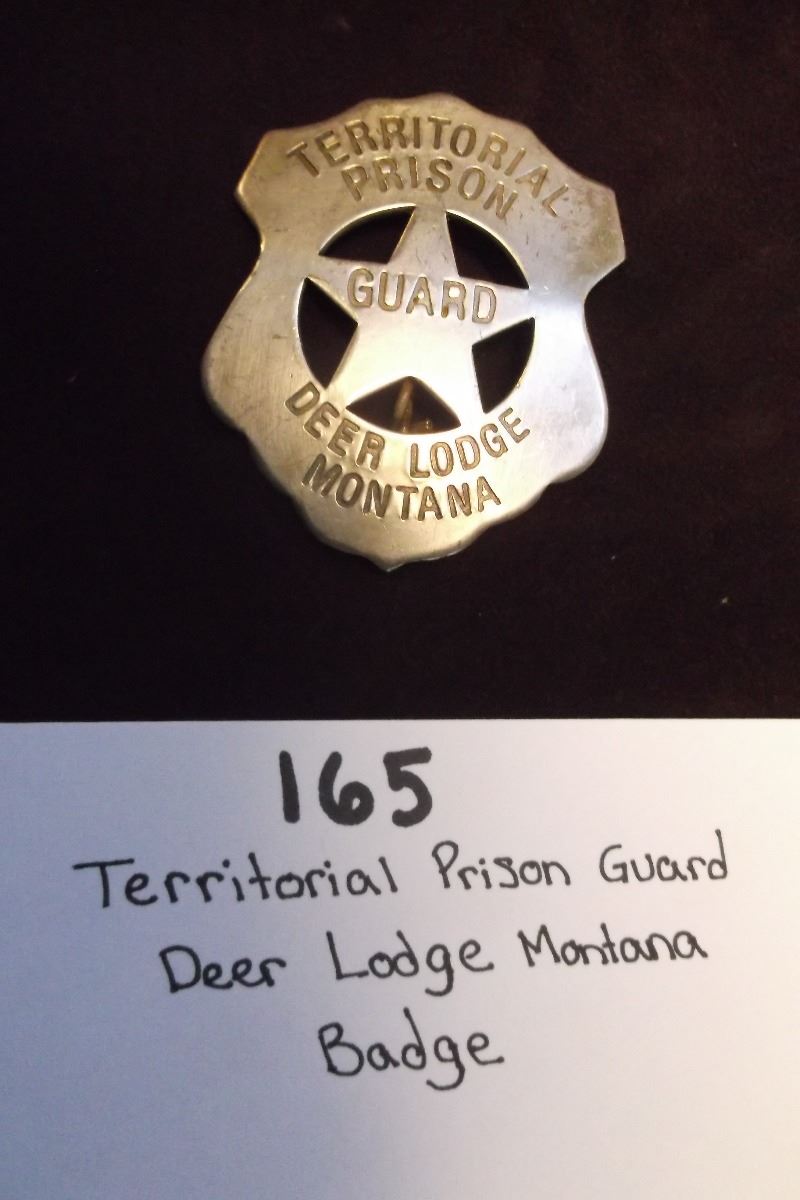 TERRITORIAL
PRISON
GUARD
DEER LODGE
MONTANA
165
Territorial Prison Guard
Deer Lodge Montana
Badge